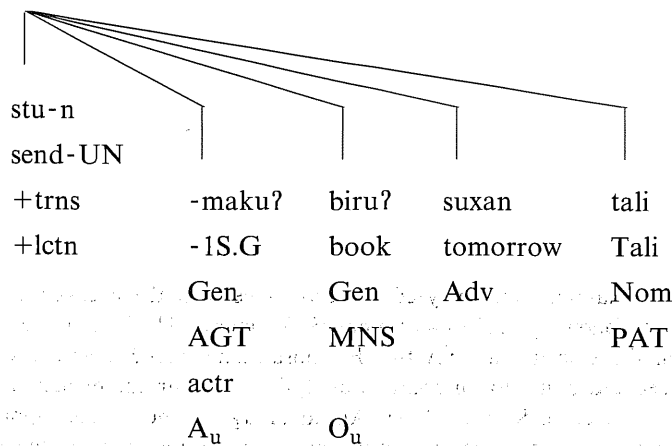 stu-n
send-UN
+trns -maku? biru? suxan tali
+lctn -1S.G book tomorrow Tali
Gen Gen Adv Nom
AGT MNS PAT
actr
Aᵤ Oᵤ